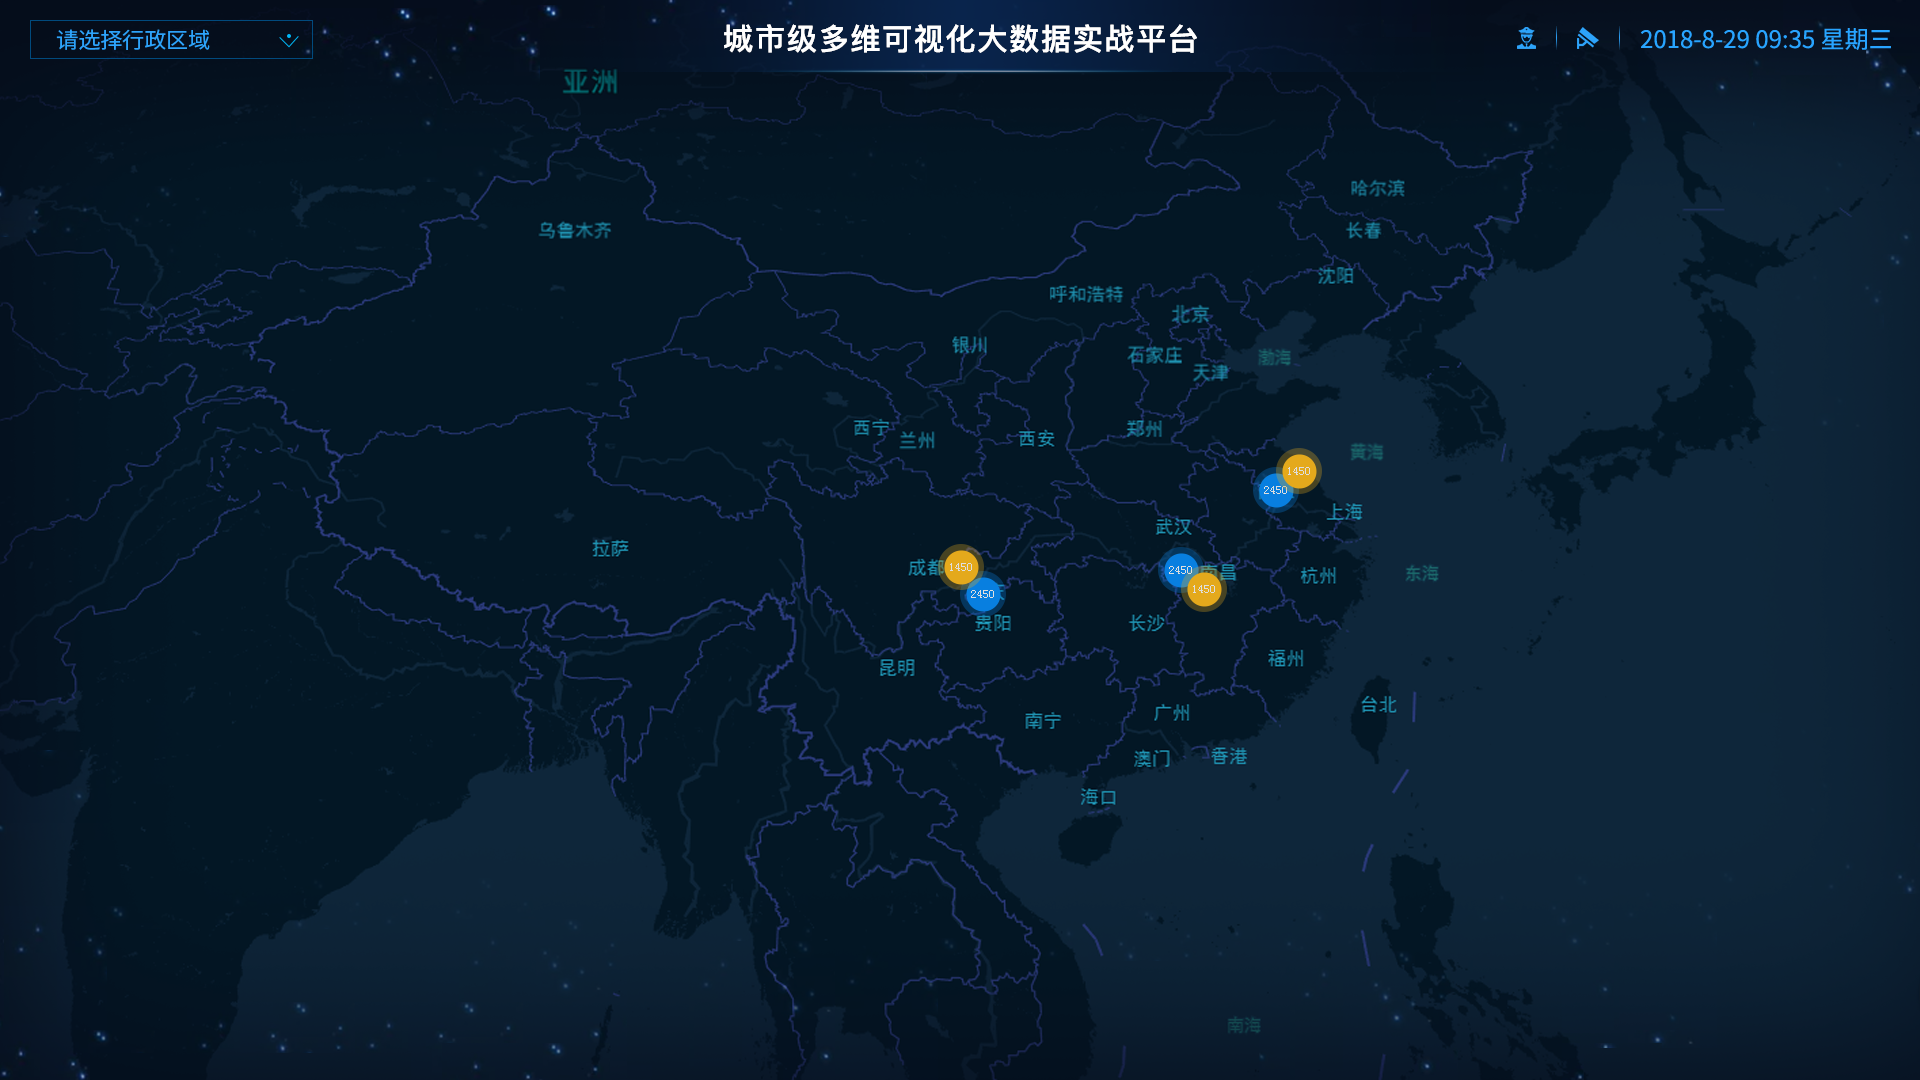 请选择行政区域
城市级多维可视化大数据实战平台
2018-8-29 09:35 星期三
亚洲
哈尔滨
乌鲁木齐
长春
沈阳
呼和浩特
北京
银川
石家庄
渤海
天津
西宁
兰州
西安
郑州
黄海
1450
2450
上海
武汉
拉萨
成都
1450
2450
南昌
杭州
东海
2450
1450
贵阳
长沙
福州
昆明
台北
南宁
广州
澳门
香港
海口
南海